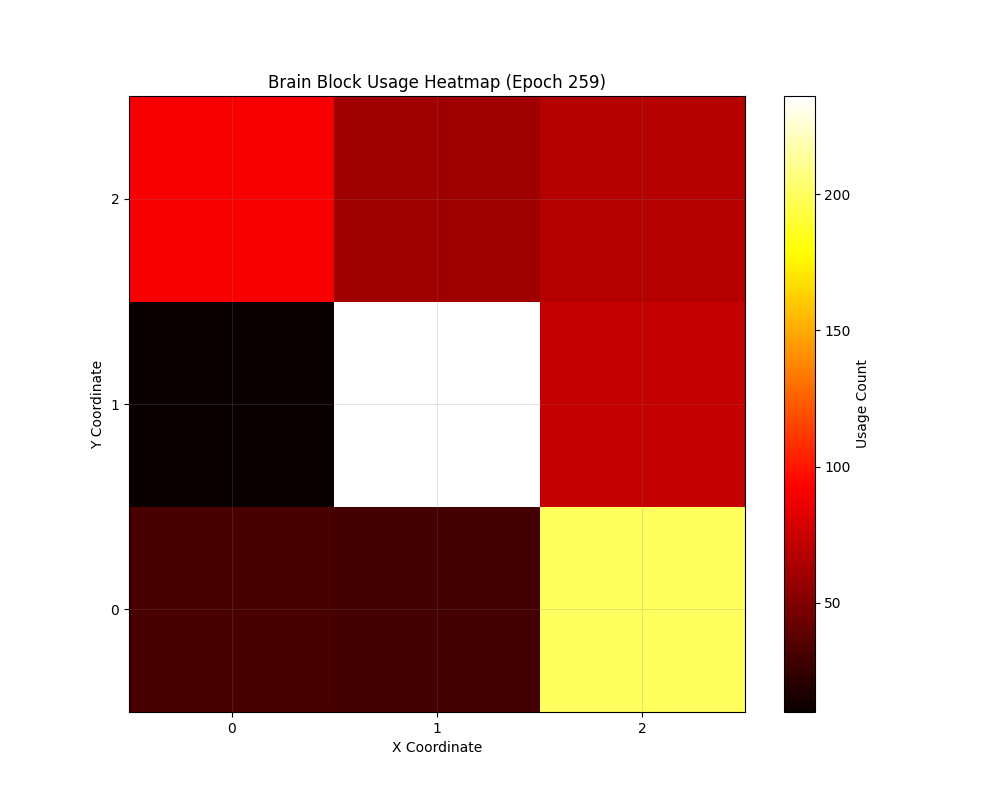 Brain Block Usage Heatmap (Epoch 259)
2
1
0
Y Coordinate
0 1 2
X Coordinate
200
150
100
50
Usage Count